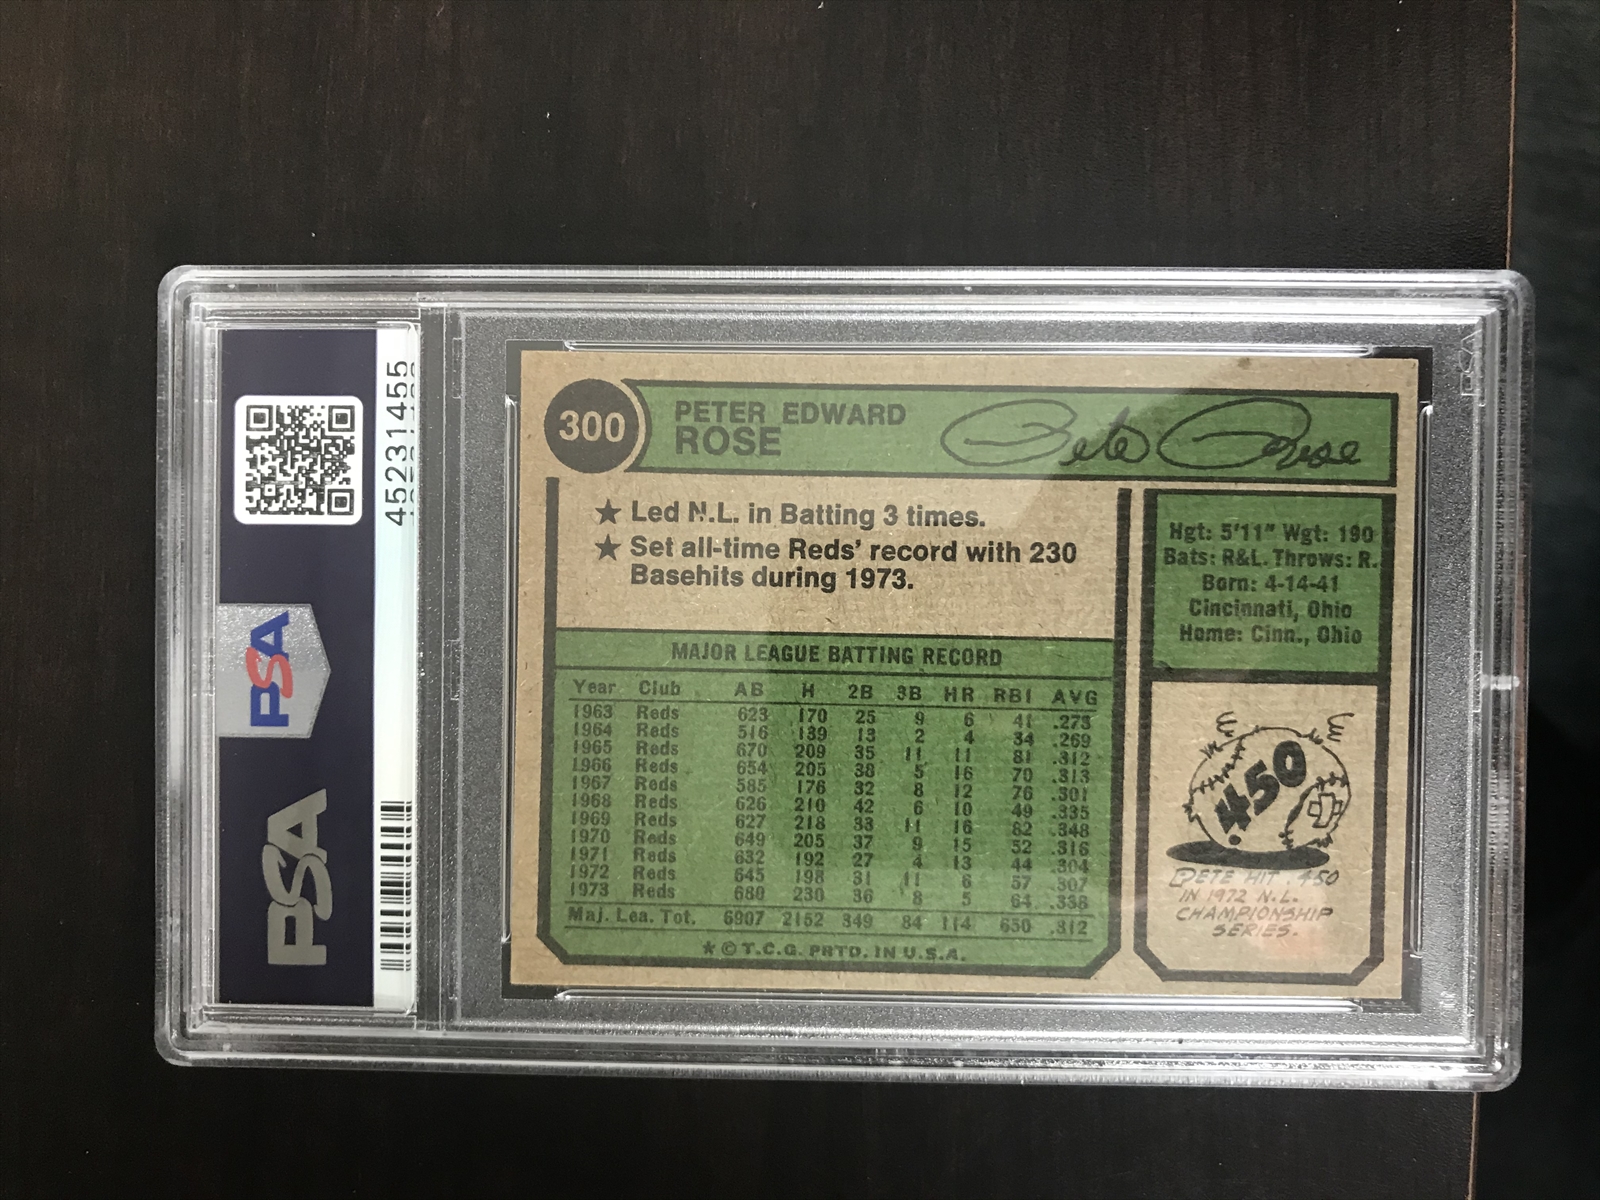 PSA
PSA
45231455
300
PETER EDWARD
ROSE
Pete Rose
★ Led N.L. in Batting 3 times.
★ Set all-time Reds' record with 230
Basehits during 1973.
Hgt: 5'11" Wgt: 190
Bats: R&L. Throws: R.
Born: 4-14-41
Cincinnati, Ohio
Home: Cinn., Ohio
MAJOR LEAGUE BATTING RECORD
Year Club AB H 2B 3B HR RBI AVG
1963 Reds 623 170 25 9 6 41 .273
1964 Reds 516 139 13 2 4 34 .269
1965 Reds 670 209 35 11 11 81 .312
1966 Reds 654 205 38 5 16 70 .313
1967 Reds 585 176 32 8 12 76 .301
1968 Reds 626 210 42 6 10 49 .335
1969 Reds 627 218 33 11 16 82 .348
1970 Reds 649 205 37 9 15 52 .316
1971 Reds 632 192 27 4 13 44 .304
1972 Reds 645 198 31 11 6 57 .307
1973 Reds 680 230 36 8 5 64 .338
Maj. Lea. Tot. 6907 2152 349 84 114 650 .312
★ © T.C.G. PRTD. IN U.S.A.
.450
PETE HIT .450
IN 1972 N.L.
CHAMPIONSHIP
SERIES.
PSA